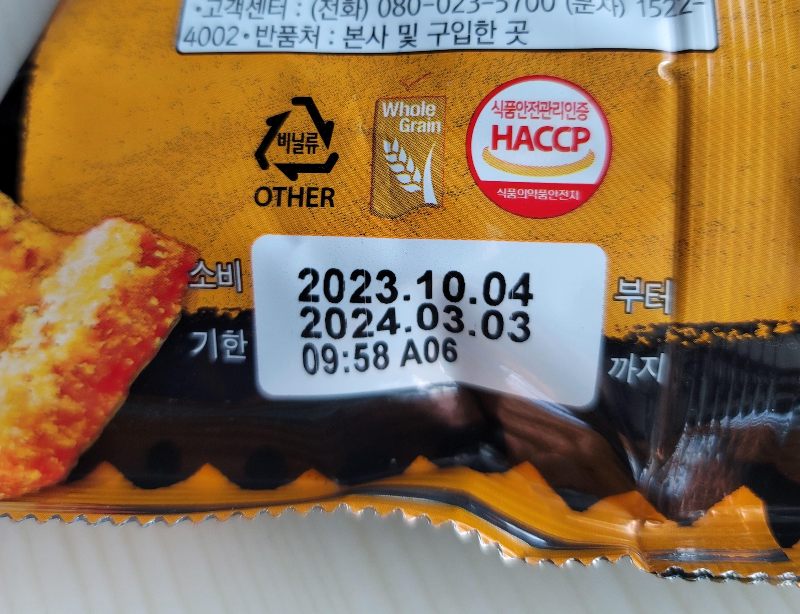 •고객센터 : (전화) 080-023-5700 (문자) 1522-
4002•반품처 : 본사 및 구입한 곳
비닐류
OTHER
Whole
Grain
식품안전관리인증
HACCP
식품의약품안전처
소비 2023.10.04 부터
기한 2024.03.03 까지
09:58 A06